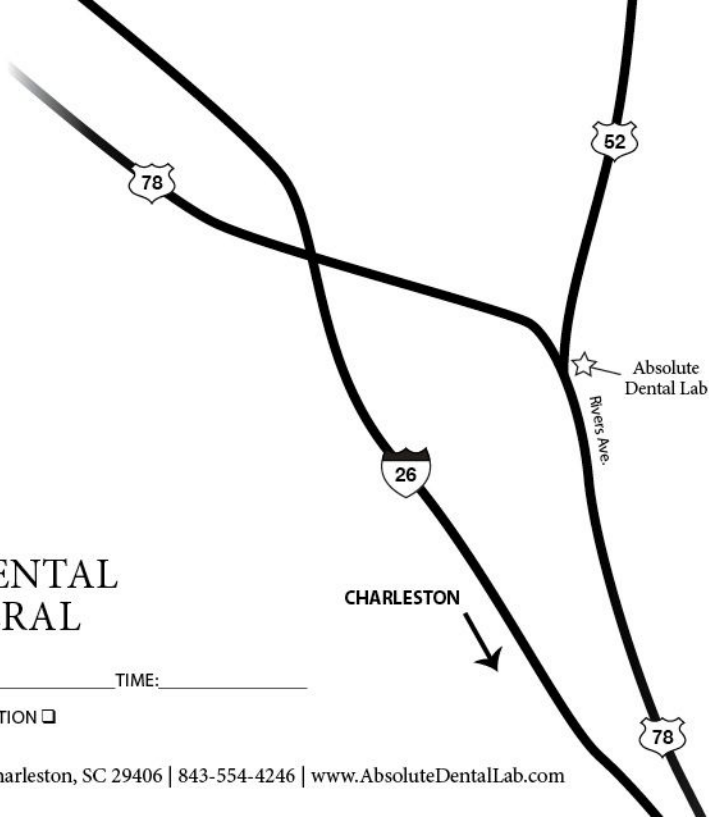 52
78
Absolute
Dental Lab
Rivers Ave.
26
ENTAL
RAL
CHARLESTON
TIME:
TION
78
harleston, SC 29406 | 843-554-4246 | www.AbsoluteDentalLab.com